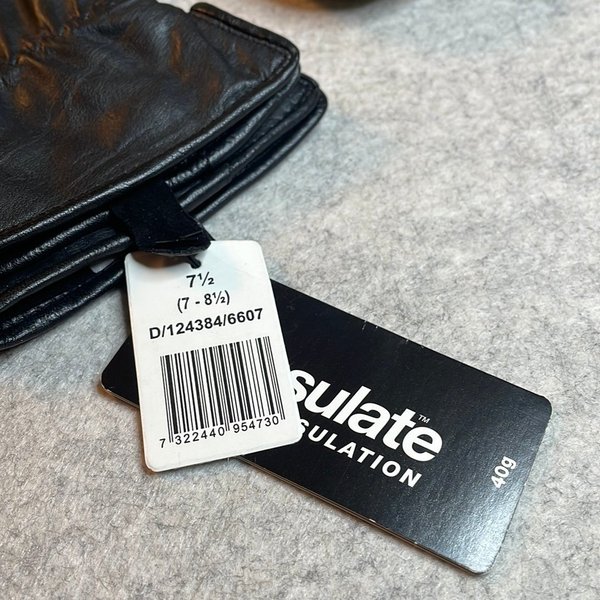 7½
(7 - 8½)
D/124384/6607
7 322440 954730
sulate™
SULATION
40g